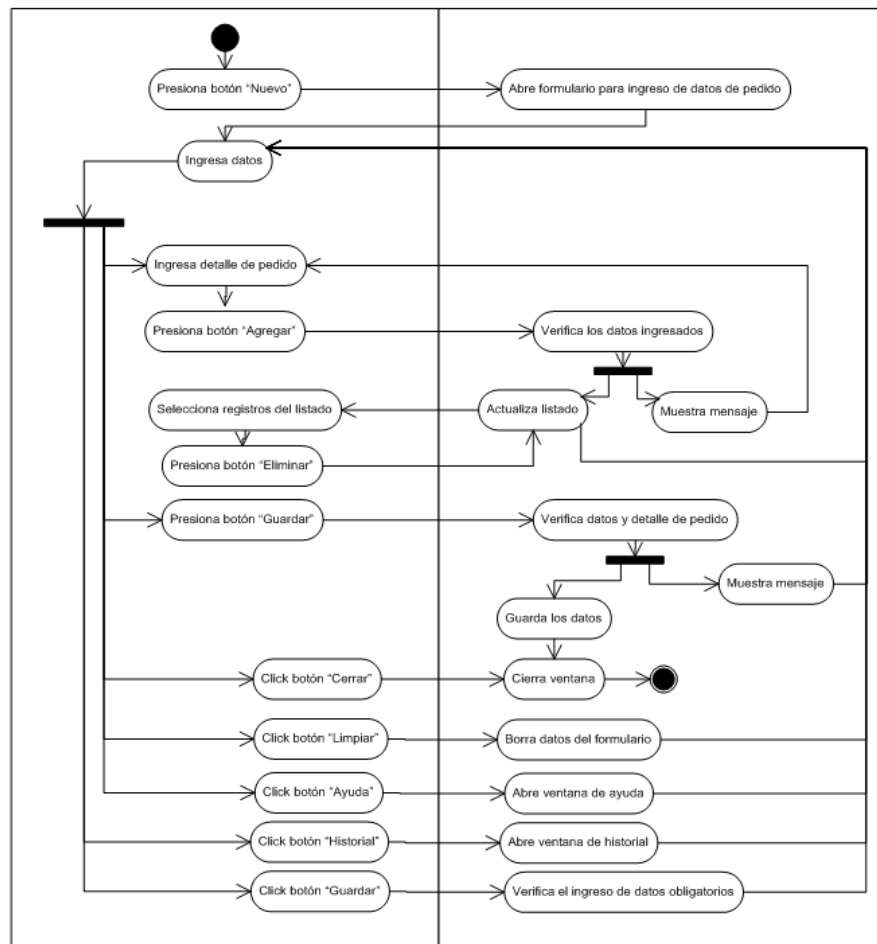 Presiona botón “Nuevo”
Abre formulario para ingreso de datos de pedido
Ingresa datos
Ingresa detalle de pedido
Presiona botón “Agregar”
Verifica los datos ingresados
Selecciona registros del listado
Actualiza listado
Muestra mensaje
Presiona botón “Eliminar”
Presiona botón “Guardar”
Verifica datos y detalle de pedido
Muestra mensaje
Guarda los datos
Click botón “Cerrar”
Cierra ventana
Click botón “Limpiar”
Borra datos del formulario
Click botón “Ayuda”
Abre ventana de ayuda
Click botón “Historial”
Abre ventana de historial
Click botón “Guardar”
Verifica el ingreso de datos obligatorios